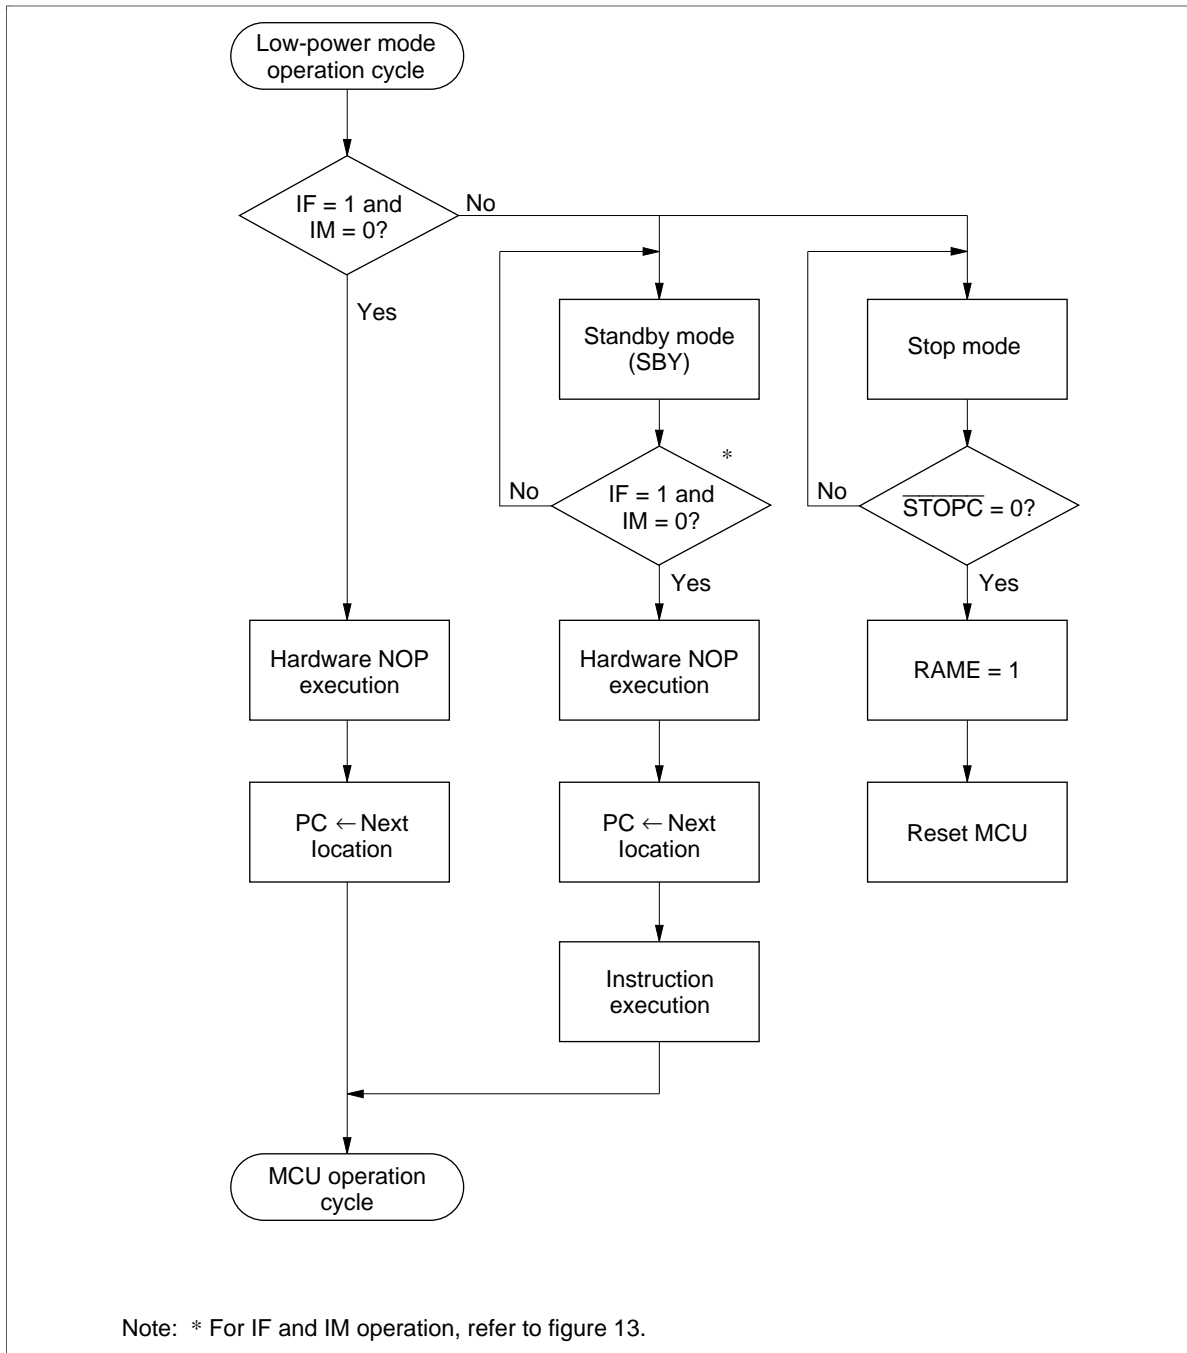 Low-power mode
operation cycle
IF = 1 and
IM = 0?
No
Yes
Standby mode
(SBY)
Stop mode
*
No
IF = 1 and
IM = 0?
Yes
No
S̅T̅O̅P̅C̅ = 0?
Yes
Hardware NOP
execution
Hardware NOP
execution
RAME = 1
PC ← Next
location
PC ← Next
location
Reset MCU
Instruction
execution
MCU operation
cycle
Note: * For IF and IM operation, refer to figure 13.